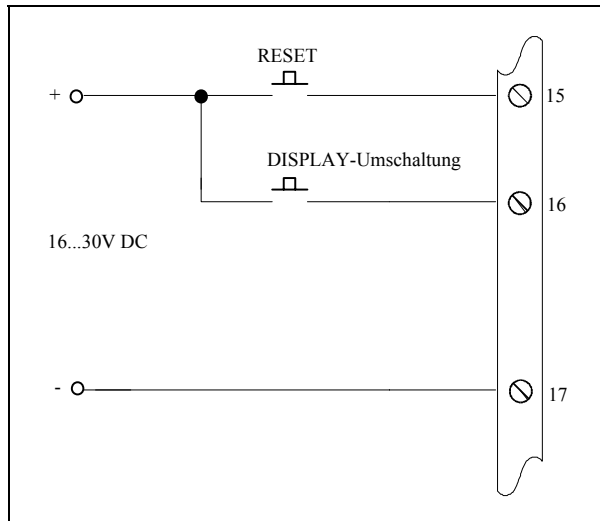 RESET
+
15
DISPLAY-Umschaltung
16
16...30V DC
-
17